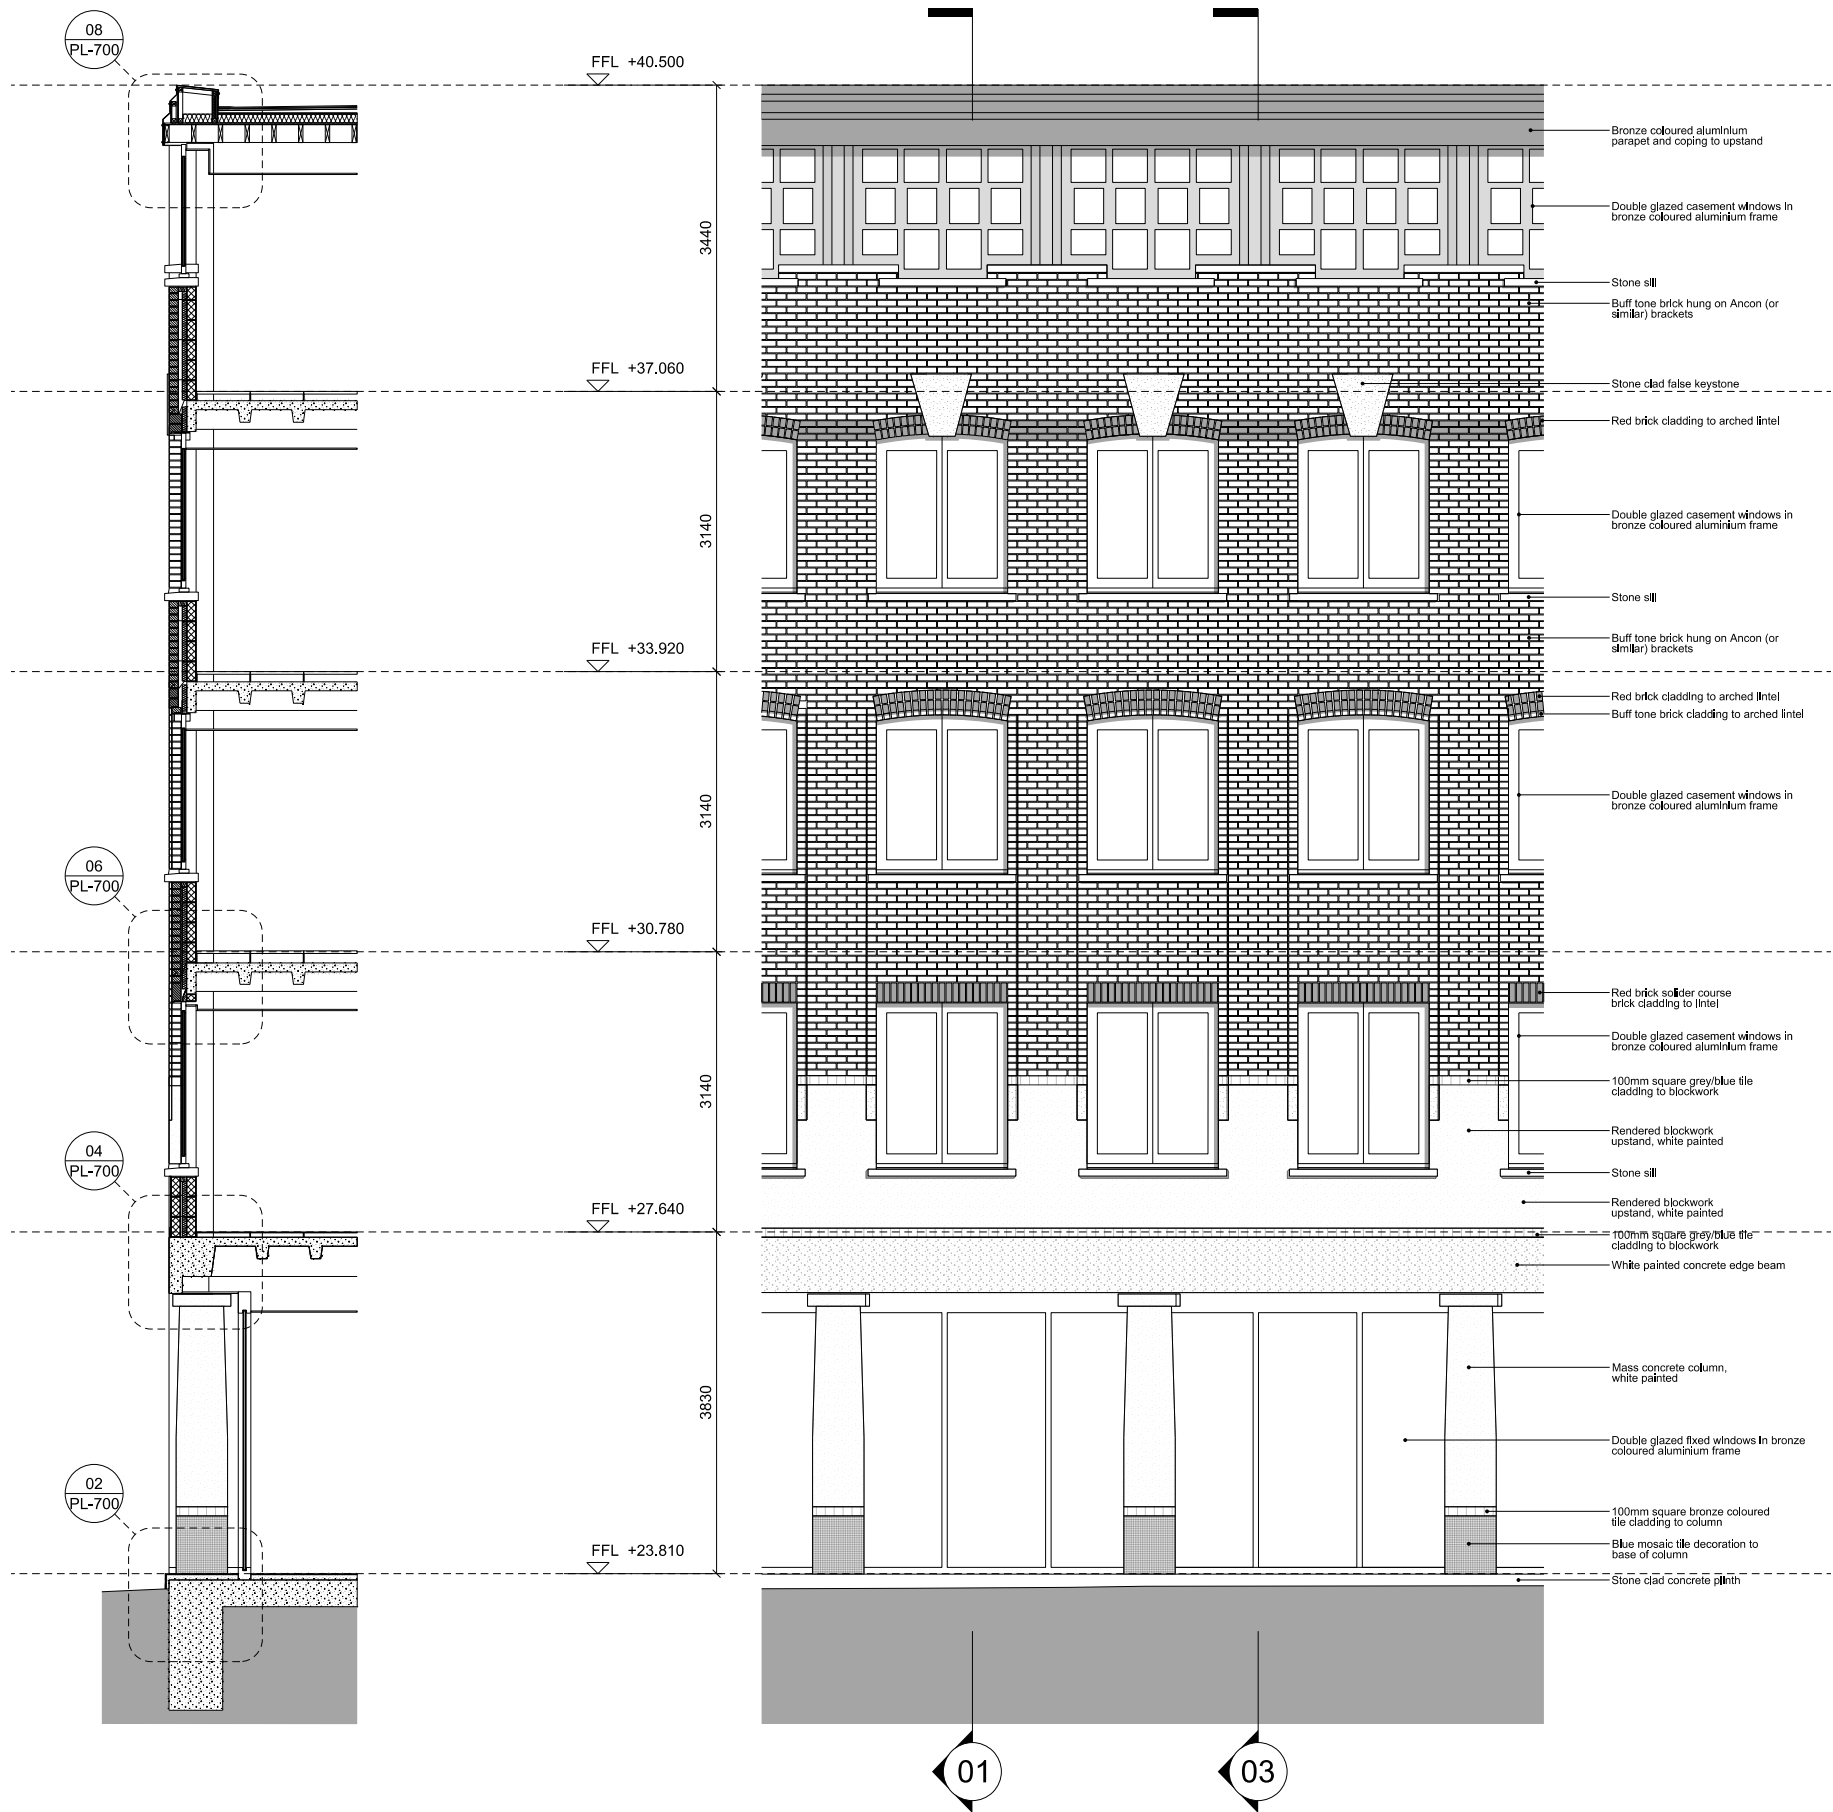 08
PL-700
FFL +40.500
Bronze coloured aluminium
parapet and coping to upstand
Double glazed casement windows in
bronze coloured aluminium frame
3440
Stone sill
Buff tone brick hung on Ancon (or
similar) brackets
FFL +37.060
Stone clad false keystone
Red brick cladding to arched lintel
Double glazed casement windows in
bronze coloured aluminium frame
3140
Stone sill
Buff tone brick hung on Ancon (or
similar) brackets
FFL +33.920
Red brick cladding to arched lintel
Buff tone brick cladding to arched lintel
Double glazed casement windows in
bronze coloured aluminium frame
3140
06
PL-700
FFL +30.780
Red brick solider course
brick cladding to lintel
Double glazed casement windows in
bronze coloured aluminium frame
3140
100mm square grey/blue tile
cladding to blockwork
Rendered blockwork
upstand, white painted
04
PL-700
Stone sill
Rendered blockwork
upstand, white painted
FFL +27.640
100mm square grey/blue tile
cladding to blockwork
White painted concrete edge beam
Mass concrete column,
white painted
3830
Double glazed fixed windows in bronze
coloured aluminium frame
02
PL-700
100mm square bronze coloured
tile cladding to column
Blue mosaic tile decoration to
base of column
FFL +23.810
Stone clad concrete plinth
01
03